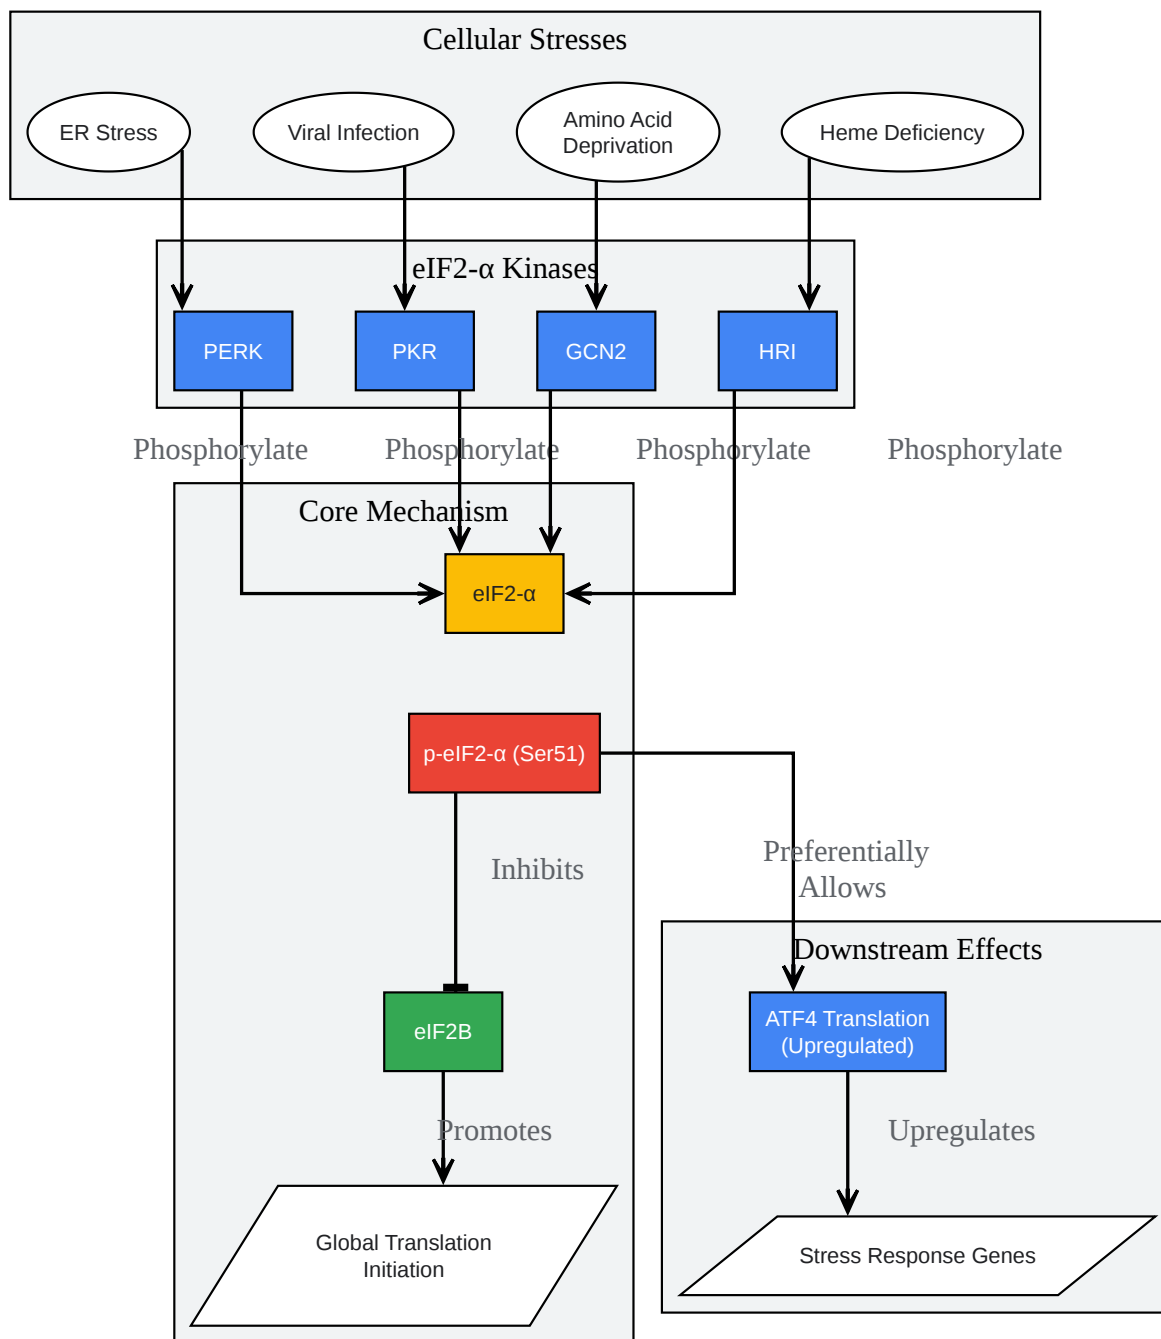 Cellular Stresses
ER Stress
Viral Infection
Amino Acid
Deprivation
Heme Deficiency
eIF2-α Kinases
PERK
PKR
GCN2
HRI
Phosphorylate
Phosphorylate
Phosphorylate
Phosphorylate
Core Mechanism
eIF2-α
p-eIF2-α (Ser51)
Inhibits
Preferentially
Allows
Downstream Effects
eIF2B
ATF4 Translation
(Upregulated)
Promotes
Upregulates
Global Translation
Initiation
Stress Response Genes